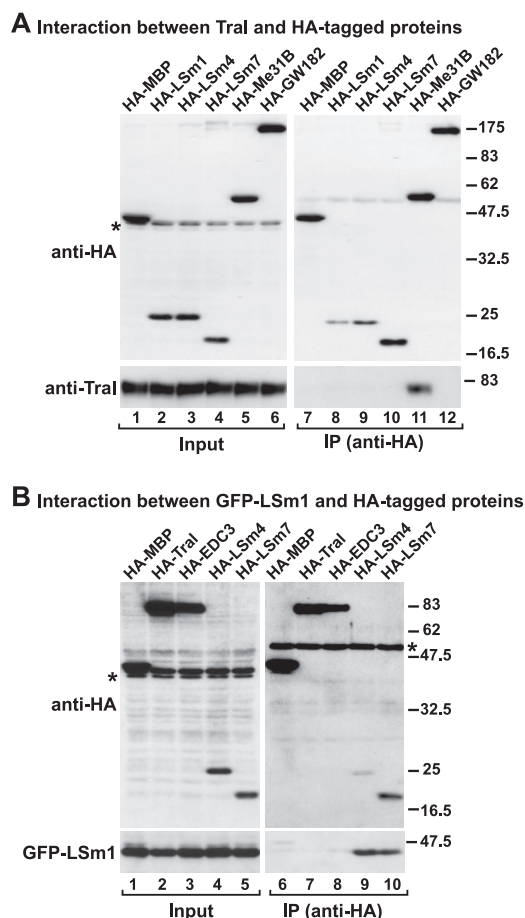 A Interaction between Tral and HA-tagged proteins
HA-MBP HA-LSm1 HA-LSm4 HA-LSm7 HA-Me31B HA-GW182 HA-MBP HA-LSm1 HA-LSm4 HA-LSm7 HA-Me31B HA-GW182
–175
–83
–62
–47.5
*
anti-HA
–32.5
–25
–16.5
anti-Tral –83
1 2 3 4 5 6 7 8 9 10 11 12
Input IP (anti-HA)
B Interaction between GFP-LSm1 and HA-tagged proteins
HA-MBP HA-Tral HA-EDC3 HA-LSm4 HA-LSm7 HA-MBP HA-Tral HA-EDC3 HA-LSm4 HA-LSm7
–83
–62
*
–47.5
*
anti-HA
–32.5
–25
–16.5
–47.5
GFP-LSm1
1 2 3 4 5 6 7 8 9 10
Input IP (anti-HA)